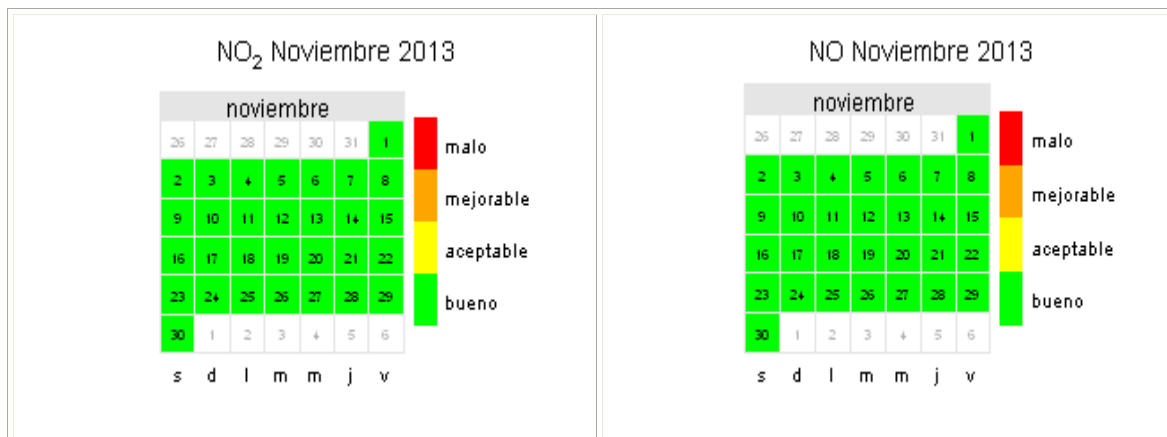 NO2 Noviembre 2013
noviembre
26 27 28 29 30 31 1
2 3 4 5 6 7 8
9 10 11 12 13 14 15
16 17 18 19 20 21 22
23 24 25 26 27 28 29
30 1 2 3 4 5 6
s d l m m j v
malo
mejorable
aceptable
bueno
NO Noviembre 2013
noviembre
26 27 28 29 30 31 1
2 3 4 5 6 7 8
9 10 11 12 13 14 15
16 17 18 19 20 21 22
23 24 25 26 27 28 29
30 1 2 3 4 5 6
s d l m m j v
malo
mejorable
aceptable
bueno